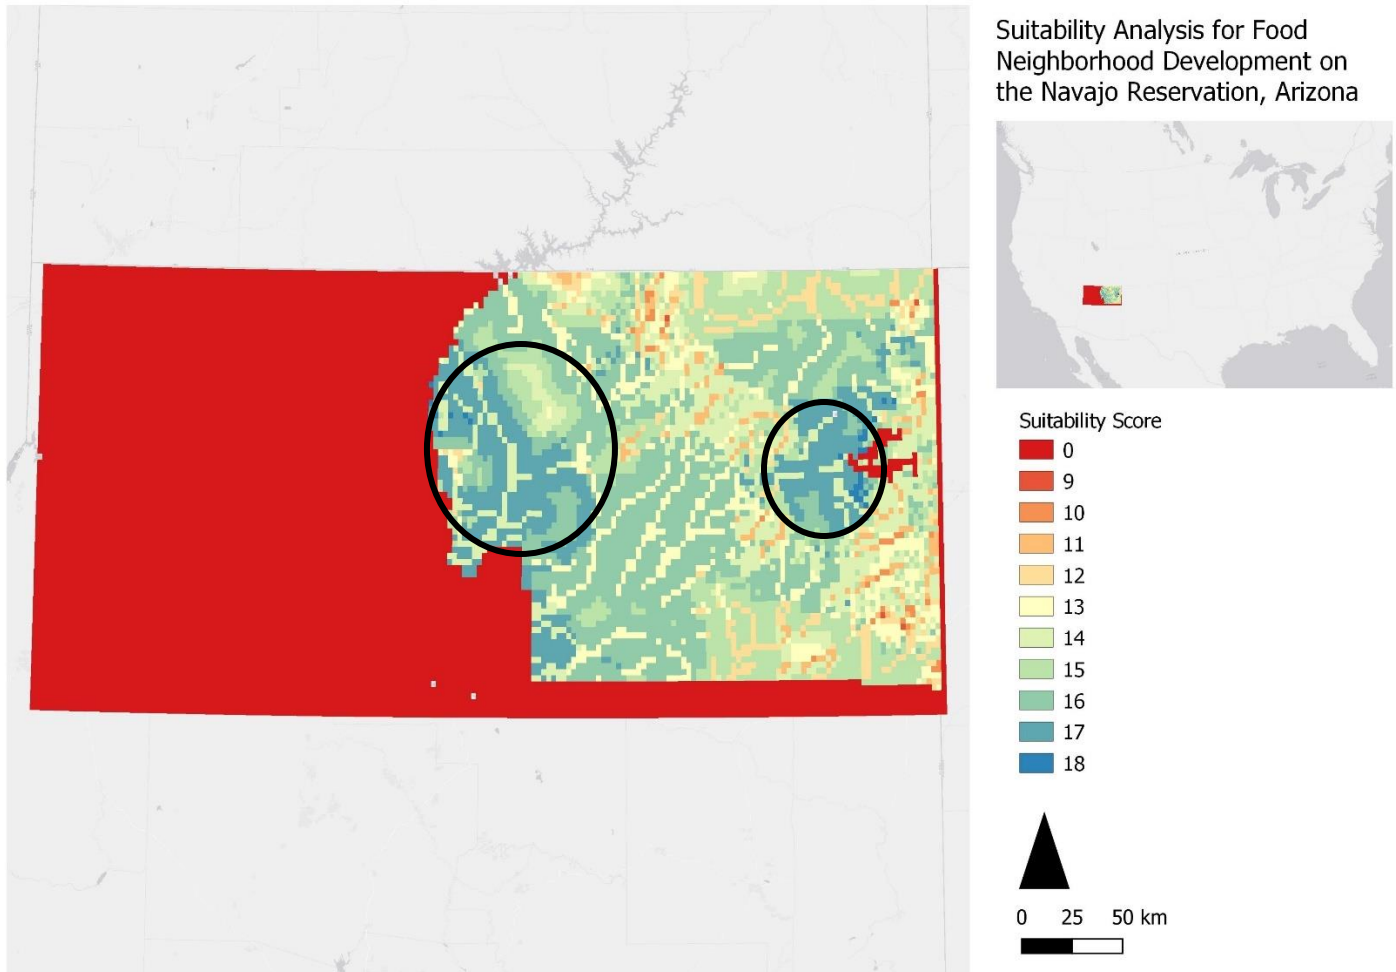 Suitability Analysis for Food
Neighborhood Development on
the Navajo Reservation, Arizona
Suitability Score
0
9
10
11
12
13
14
15
16
17
18
0 25 50 km